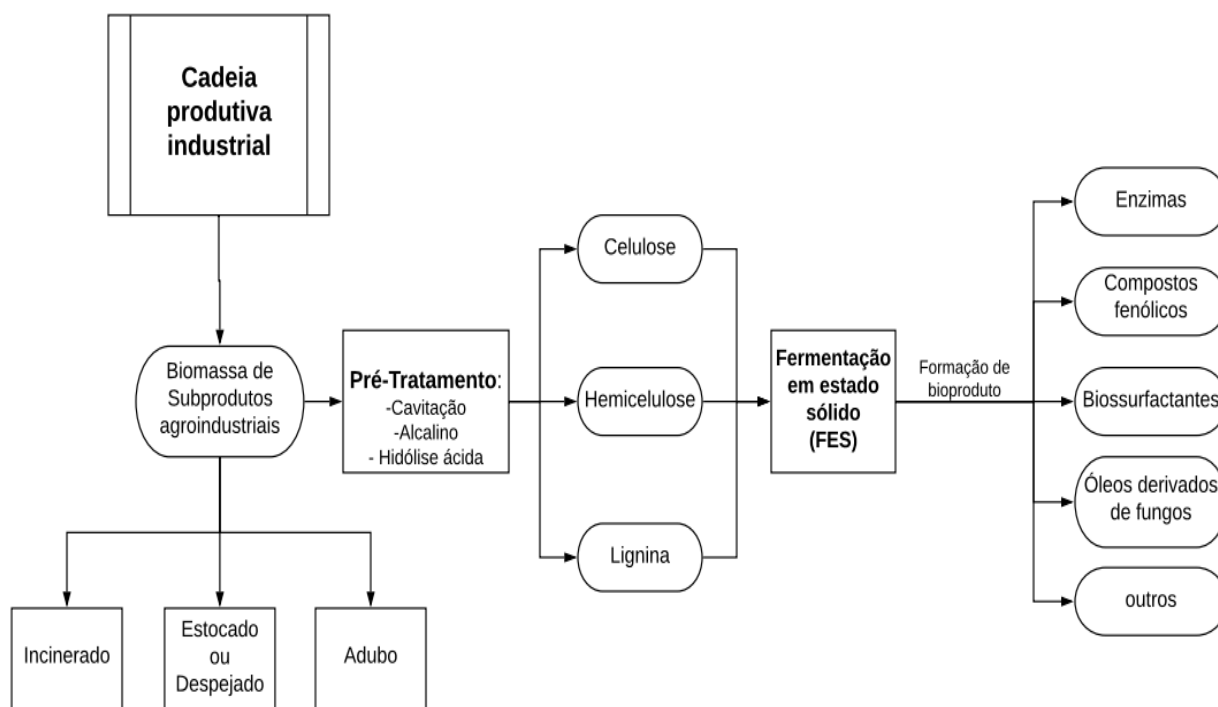 Cadeia
produtiva
industrial
Biomassa de
Subprodutos
agroindustriais
Pré-Tratamento:
-Cavitação
-Alcalino
- Hidólise ácida
Celulose
Hemicelulose
Lignina
Fermentação
em estado
sólido
(FES)
Formação de
bioproduto
Enzimas
Compostos
fenólicos
Biossurfactantes
Óleos derivados
de fungos
outros
Incinerado
Estocado
ou
Despejado
Adubo